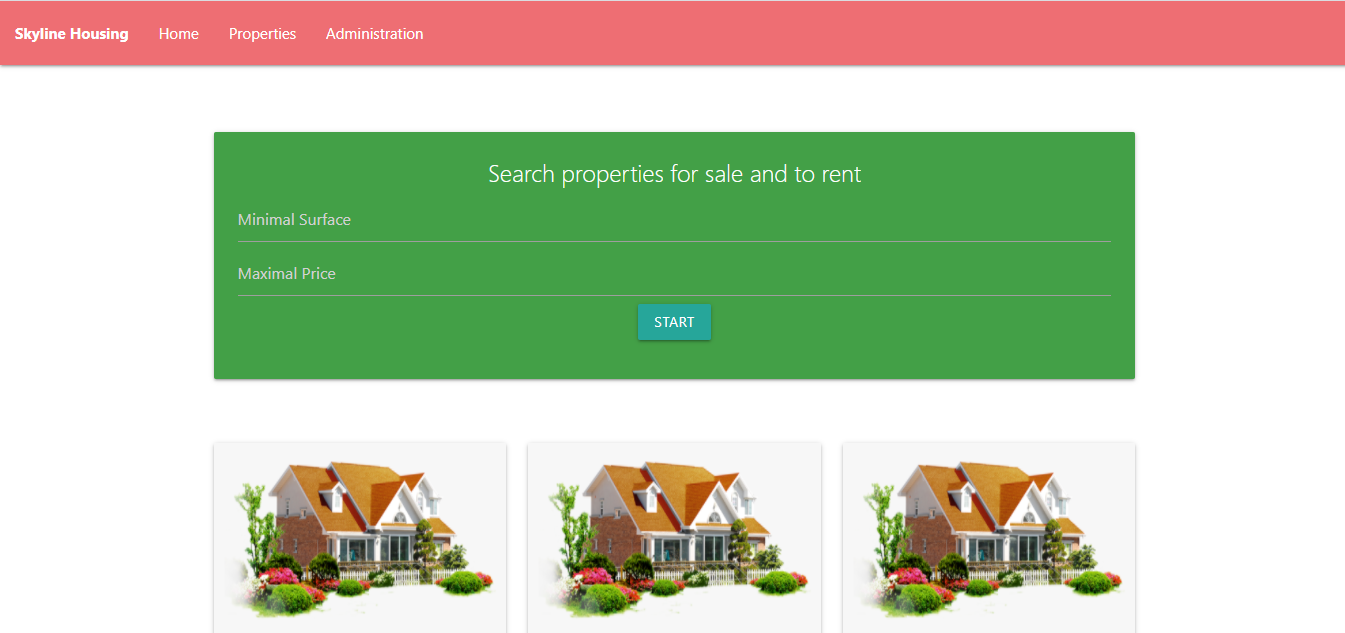 Skyline Housing Home Properties Administration
Search properties for sale and to rent
Minimal Surface
Maximal Price
START